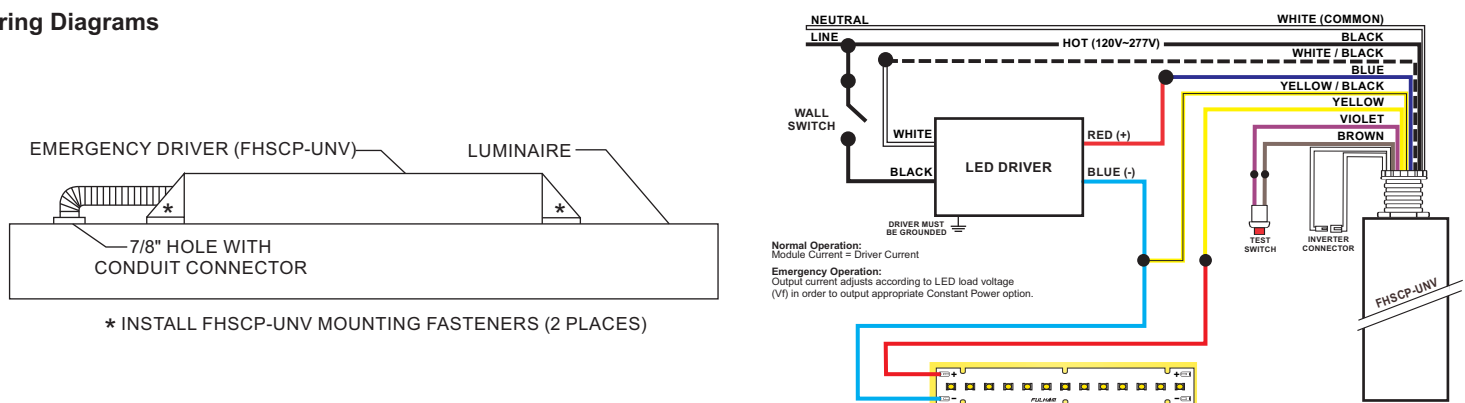 ring Diagrams
EMERGENCY DRIVER (FHSCP-UNV)
LUMINAIRE
*
*
7/8" HOLE WITH
CONDUIT CONNECTOR
* INSTALL FHSCP-UNV MOUNTING FASTENERS (2 PLACES)
NEUTRAL
WHITE (COMMON)
LINE
BLACK
HOT (120V~277V)
WHITE / BLACK
BLUE
YELLOW / BLACK
YELLOW
VIOLET
BROWN
WALL
SWITCH
WHITE
RED (+)
LED DRIVER
BLACK
BLUE (-)
DRIVER MUST
BE GROUNDED
TEST
SWITCH
INVERTER
CONNECTOR
Normal Operation:
Module Current = Driver Current
Emergency Operation:
Output current adjusts according to LED load voltage
(Vf) in order to output appropriate Constant Power option.
FHSCP-UNV
+
+
-
FULHAM
-